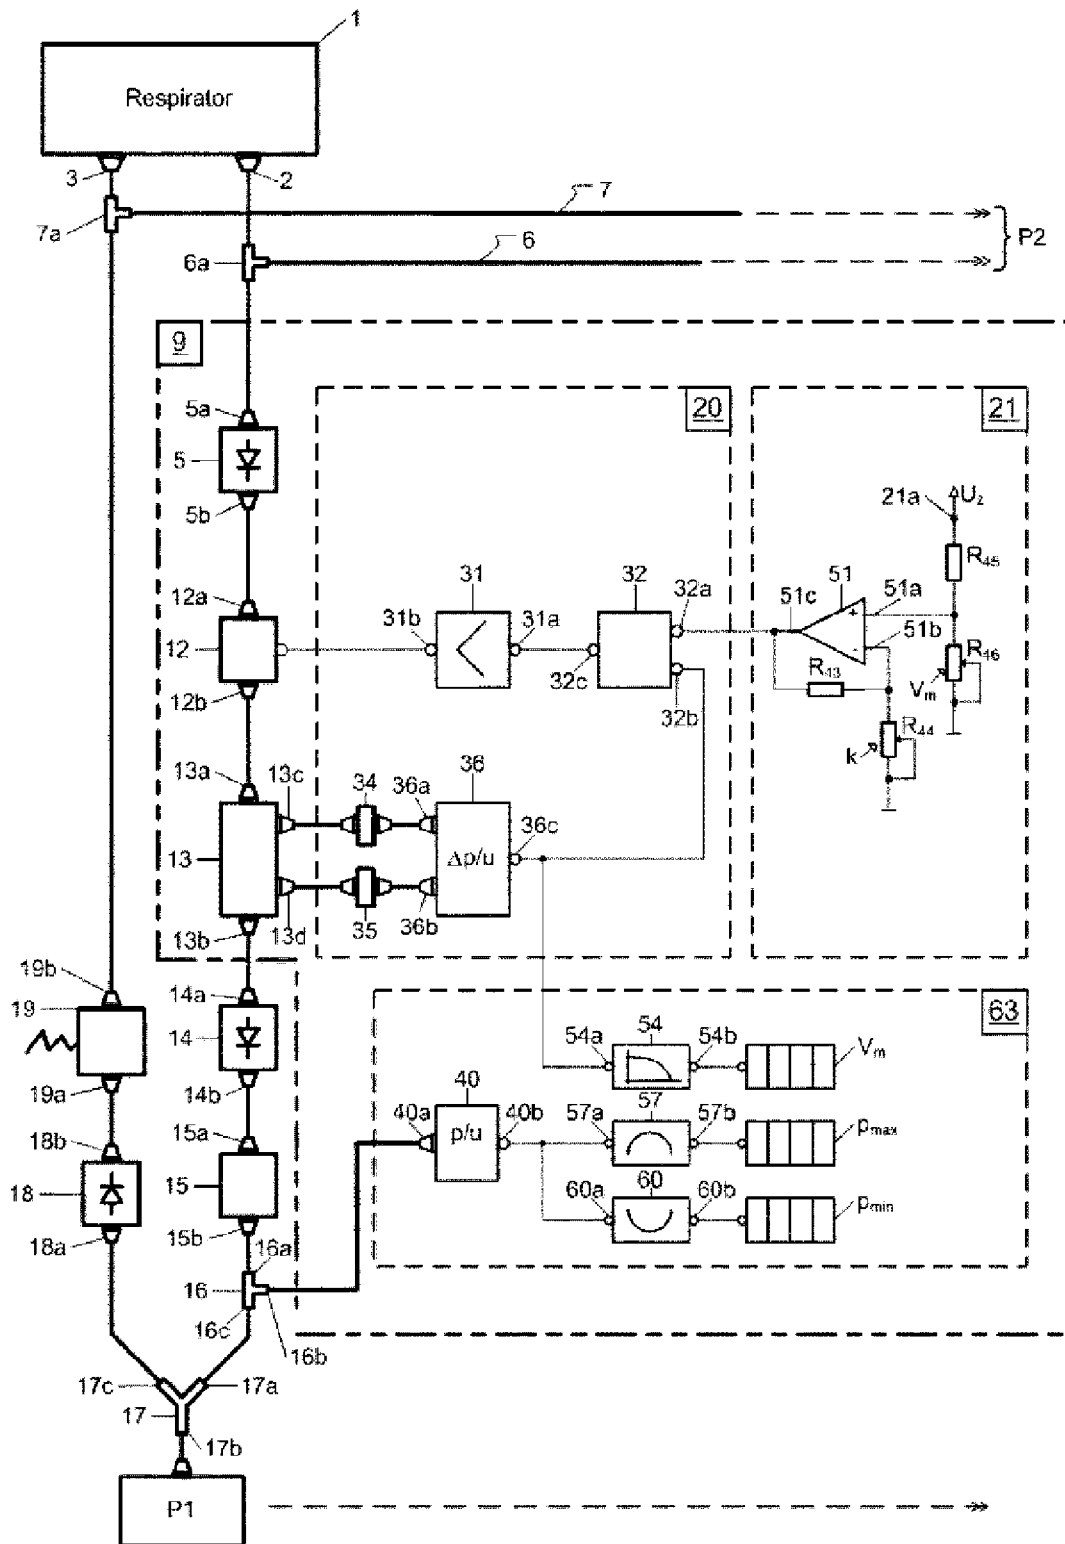 1
Respirator
3
2
7a
7
6a
6
P2
9
20
21
5a
5
5b
21a
U₂
R₄₅
12a
12
12b
31b
31
31a
32
32a
32c
32b
51c
51
51a
51b
+
-
R₄₃
R₄₆
Vₘ
R₄₄
k
13a
13c
34
36a
36
36c
13
Δp/u
13b
13d
35
36b
19b
19
19a
14a
14
14b
63
54a
54
54b
Vₘ
40
40a
40b
p/u
57a
57
57b
pmax
60a
60
60b
pmin
18b
18
18a
15a
15
15b
16a
16
16c
16b
17c
17a
17
17b
P1